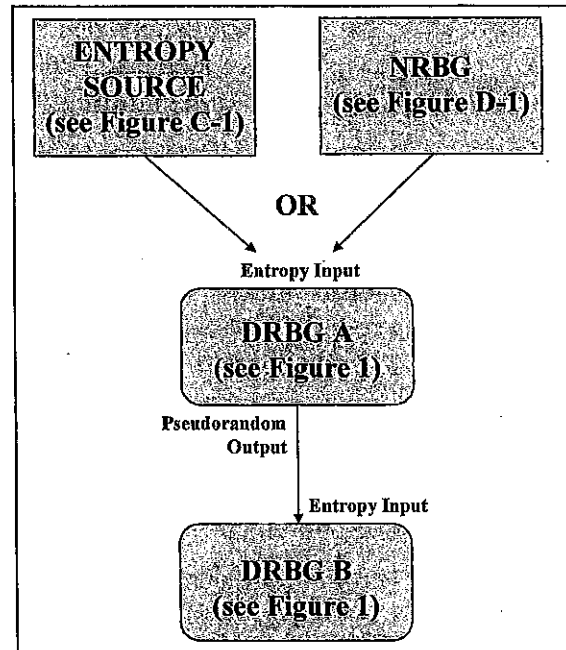 ENTROPY
SOURCE
(see Figure C-1)
NRBG
(see Figure D-1)
OR
Entropy Input
DRBG A
(see Figure 1)
Pseudorandom
Output
Entropy Input
DRBG B
(see Figure 1)